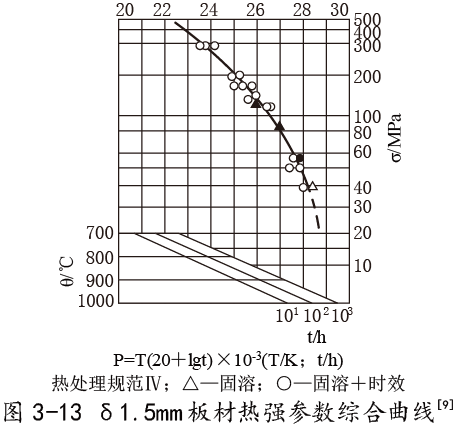 20 22 24 26 28 30
500
400
300
200
100
80
60
40
30
20
10
σ/MPa
700
800
900
1000
θ/℃
10¹ 10² 10³
t/h
P=T(20+lgt)×10⁻³(T/K；t/h)
热处理规范Ⅳ；△—固溶；○—固溶+时效
图 3-13 δ1.5mm板材热强参数综合曲线[9]